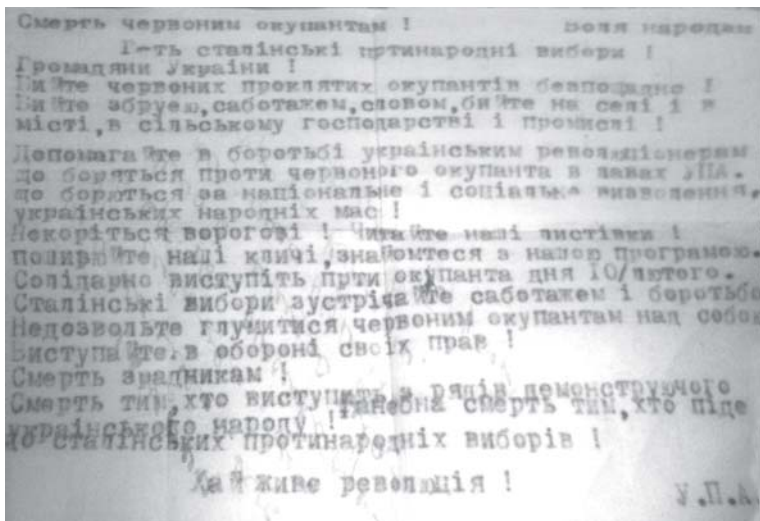 Смерть червоним окупантам ! Воля народам
Геть сталінські пртинародні вибори !
Громадяни України !
Бийте червоних проклятих окупантів безпощадно !
Бийте зброєю,саботажем,словом,бийте на селі і в
місті,в сільському господарстві і промислі !
Допомагайте в боротьбі українським революціонерам
що боряться проти червоного окупанта в лавах УПА.
що борються за національне і соціальне визволення,
українських народніх мас !
Некоріться ворогові ! Читайте наші листівки !
поширюйте наші кличі,знайомтеся з нашою програмою.
Солідарно виступіть прти окупанта дня 10/лютого.
Сталінські вибори зустрічайте саботажем і боротьбо
Недозвольте глумитися червоним окупантам над собою
Виступайте.в обороні своїх прав !
Смерть зрадникам !
Смерть тим,хто виступить з рядів демонструючого
українського народу ! Ганебна смерть тим,хто піде
до сталінських протинародніх виборів !
Хай живе революція !
У.П.А.